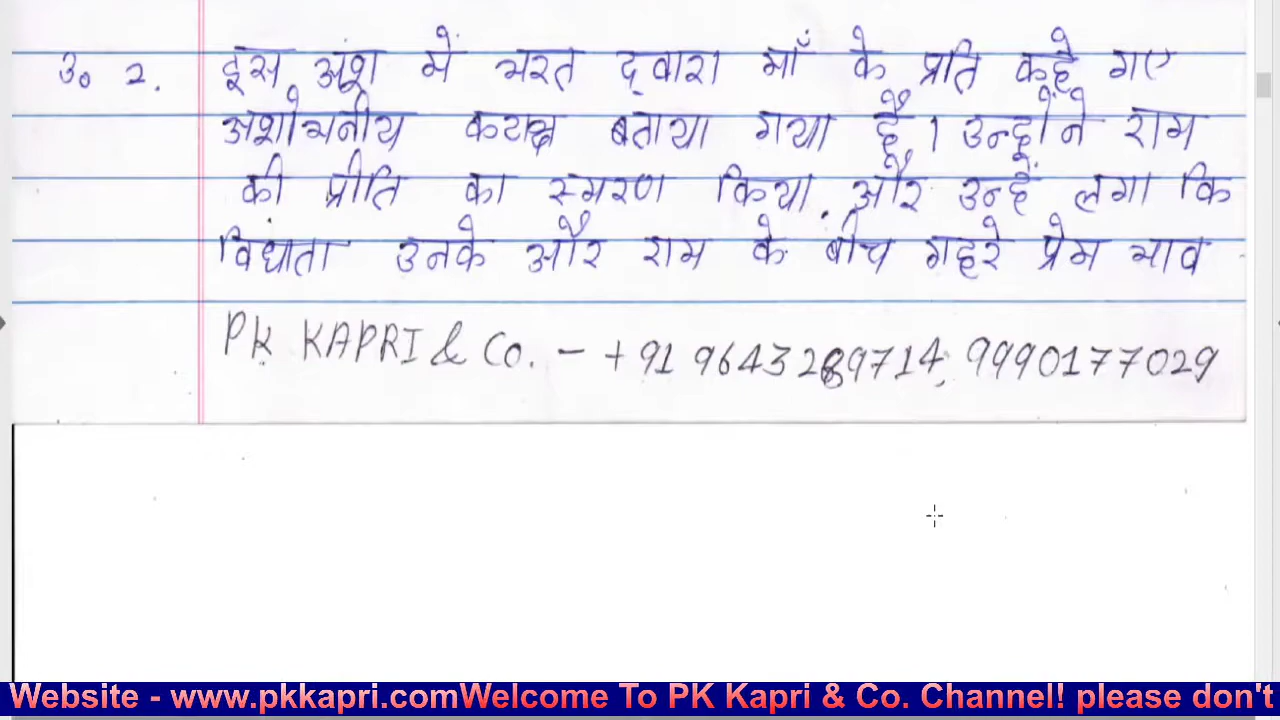 उ० 2. इस अंश में भरत द्वारा माँ के प्रति कहे गए
अशोचनीय कटाक्ष बताया गया है। उन्होंने राम
की प्रीति का स्मरण किया और उन्हें लगा कि
विधाता उनके और राम के बीच गहरे प्रेम भाव
PK KAPRI & Co. - +91 9643289714, 9990177029
Website - www.pkkapri.comWelcome To PK Kapri & Co. Channel! please don't